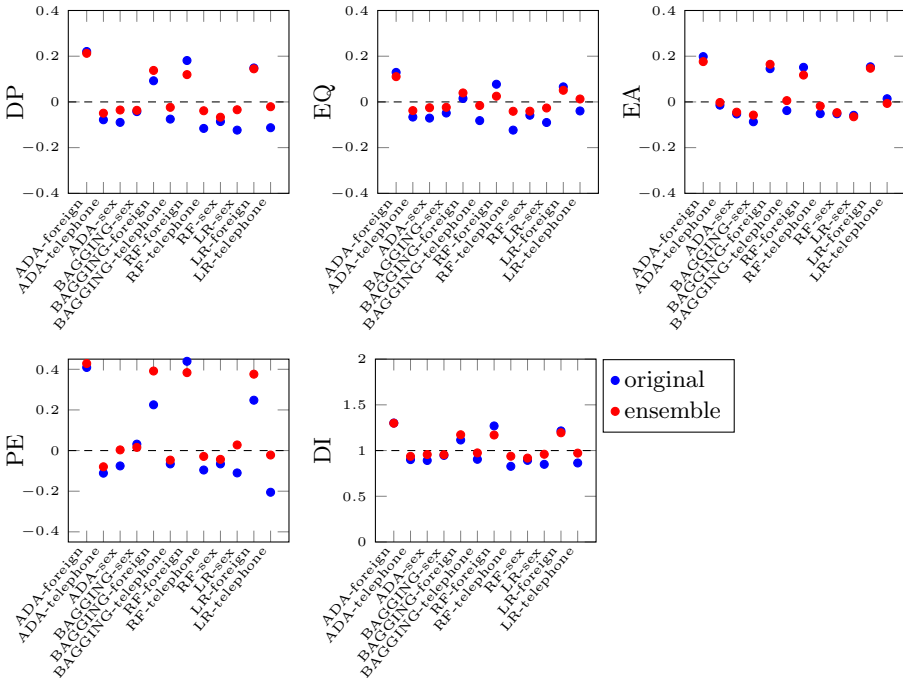 DP
0.4
0.2
0
−0.2
−0.4
ADA-foreign
ADA-telephone
ADA-sex
BAGGING-sex
BAGGING-foreign
BAGGING-telephone
RF-foreign
RF-telephone
RF-sex
LR-sex
LR-foreign
LR-telephone
EQ
0.4
0.2
0
−0.2
−0.4
ADA-foreign
ADA-telephone
ADA-sex
BAGGING-sex
BAGGING-foreign
BAGGING-telephone
RF-foreign
RF-telephone
RF-sex
LR-sex
LR-foreign
LR-telephone
EA
0.4
0.2
0
−0.2
−0.4
ADA-foreign
ADA-telephone
ADA-sex
BAGGING-sex
BAGGING-foreign
BAGGING-telephone
RF-foreign
RF-telephone
RF-sex
LR-sex
LR-foreign
LR-telephone
PE
0.4
0.2
0
−0.2
−0.4
ADA-foreign
ADA-telephone
ADA-sex
BAGGING-sex
BAGGING-foreign
BAGGING-telephone
RF-foreign
RF-telephone
RF-sex
LR-sex
LR-foreign
LR-telephone
DI
2
1.5
1
0.5
0
ADA-foreign
ADA-telephone
ADA-sex
BAGGING-sex
BAGGING-foreign
BAGGING-telephone
RF-foreign
RF-telephone
RF-sex
LR-sex
LR-foreign
LR-telephone
original
ensemble